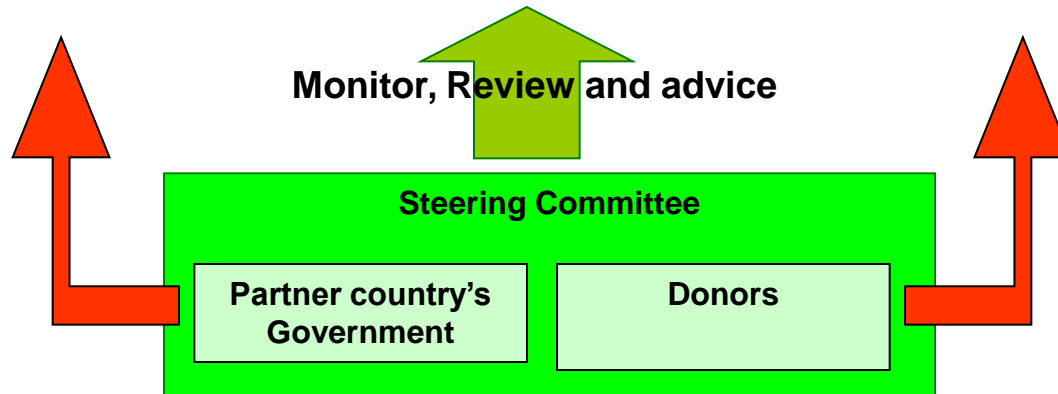 Monitor, Review and advice
Steering Committee
Partner country’s
Government
Donors